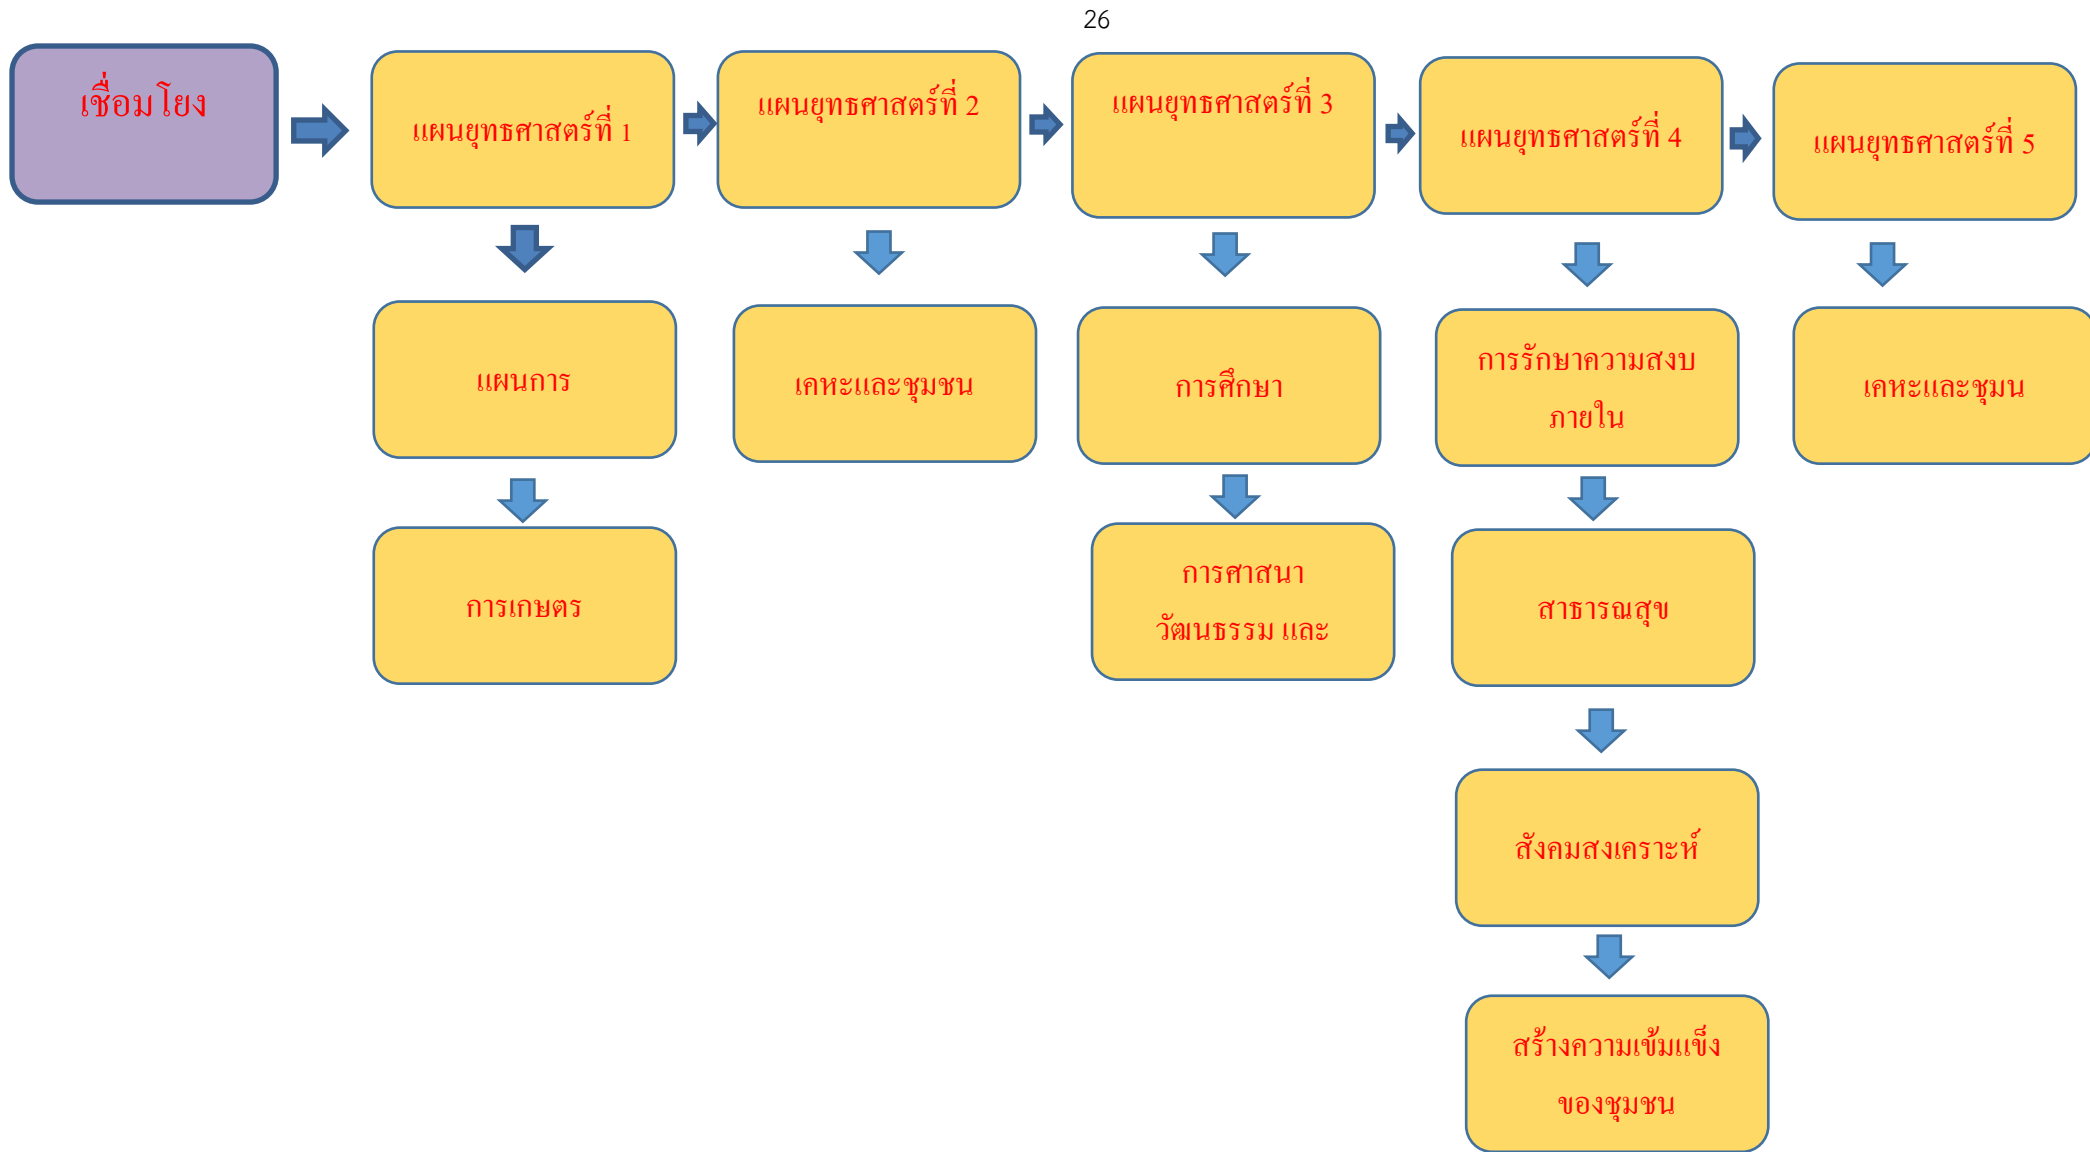 26
เชื่อมโยง
แผนยุทธศาสตร์ที่ 1
แผนยุทธศาสตร์ที่ 2
แผนยุทธศาสตร์ที่ 3
แผนยุทธศาสตร์ที่ 4
แผนยุทธศาสตร์ที่ 5
แผนการ
เคหะและชุมชน
การศึกษา
การรักษาความสงบ
ภายใน
เคหะและชุมน
การเกษตร
การศาสนา
วัฒนธรรม และ
สาธารณสุข
สังคมสงเคราะห์
สร้างความเข้มแข็ง
ของชุมชน